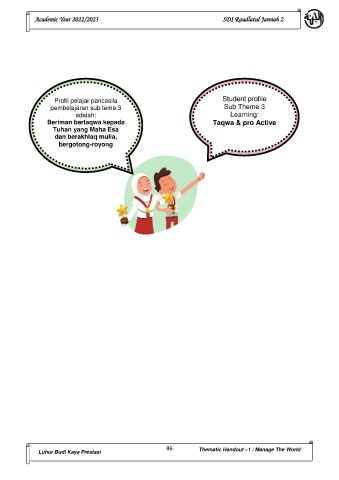 Academic Year 2022/2023 SDI Raudlatul Jannah 2
Profil pelajar pancasila
pembelajaran sub tema 3
adalah:
Beriman bertaqwa kepada
Tuhan yang Maha Esa
dan berakhlaq mulia,
bergotong-royong
Student profile
Sub Theme 3
Learning:
Taqwa & pro Active
Luhur Budi Kaya Prestasi 86 Thematic Handout –1 / Manage The World